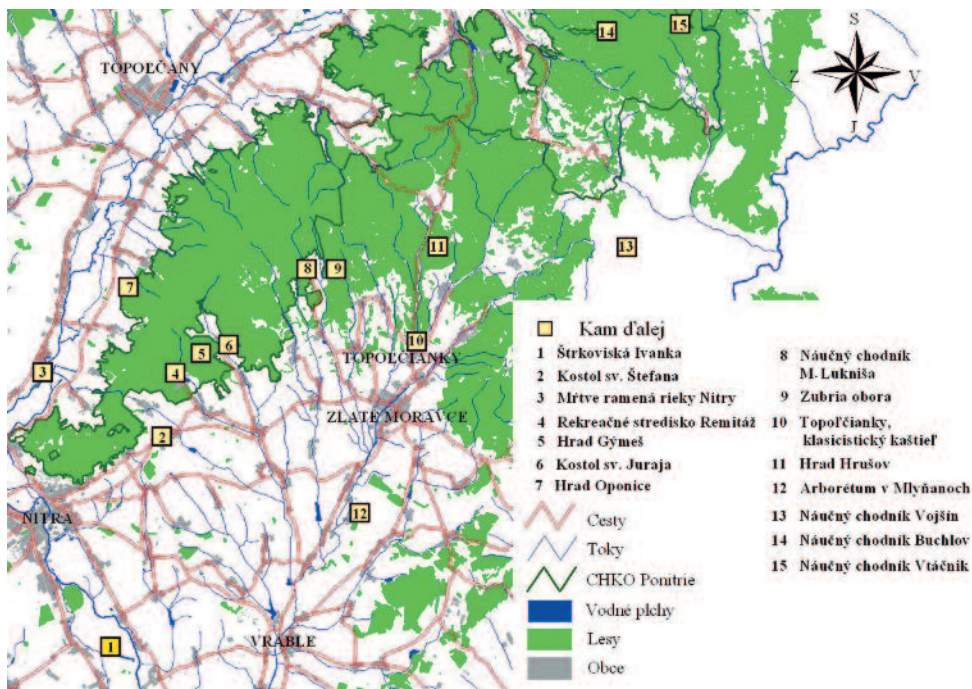 14
15
S
Z
V
J
TOPOĽČANY
11
13
8
9
7
10
TOPOĽČIANKY
6
5
4
3
ZLATÉ MORAVCE
2
12
NITRA
1
VRÁBLE
Kam ďalej
1 Štrkoviská Ivanka
2 Kostol sv. Štefana
3 Mŕtve ramená rieky Nitry
4 Rekreačné stredisko Remitáž
5 Hrad Gýmeš
6 Kostol sv. Juraja
7 Hrad Oponice
Cesty
Toky
CHKO Ponitrie
Vodné plchy
Lesy
Obce
8 Náučný chodník
M. Lukniša
9 Zubria obora
10 Topoľčianky,
klasicistický kaštieľ
11 Hrad Hrušov
12 Arborétum v Mlyňanoch
13 Náučný chodník Vojšín
14 Náučný chodník Buchlov
15 Náučný chodník Vtáčnik